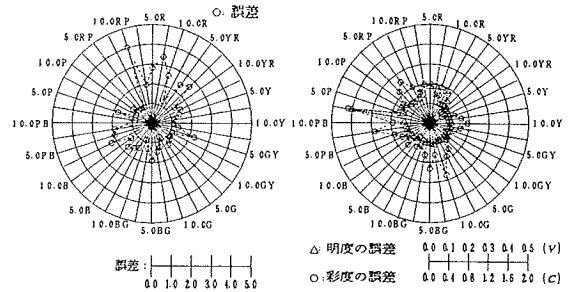 ○: 誤差
5.0R
10.0R
5.0YR
10.0YR
10.0Y
5.0GY
10.0GY
5.0G
10.0G
5.0BG
10.0BG
5.0B
10.0B
5.0PB
10.0PB
5.0P
10.0P
5.0RP
10.0RP
誤差:
0.0 1.0 2.0 3.0 4.0 5.0
5.0R
10.0R
5.0YR
10.0YR
10.0Y
5.0GY
10.0GY
5.0G
10.0G
5.0BG
10.0BG
5.0B
10.0B
5.0PB
10.0PB
5.0P
10.0P
5.0RP
10.0RP
△: 明度の誤差 0.0 0.1 0.2 0.3 0.4 0.5 (V)
○: 彩度の誤差 0.0 0.4 0.8 1.2 1.6 2.0 (C)